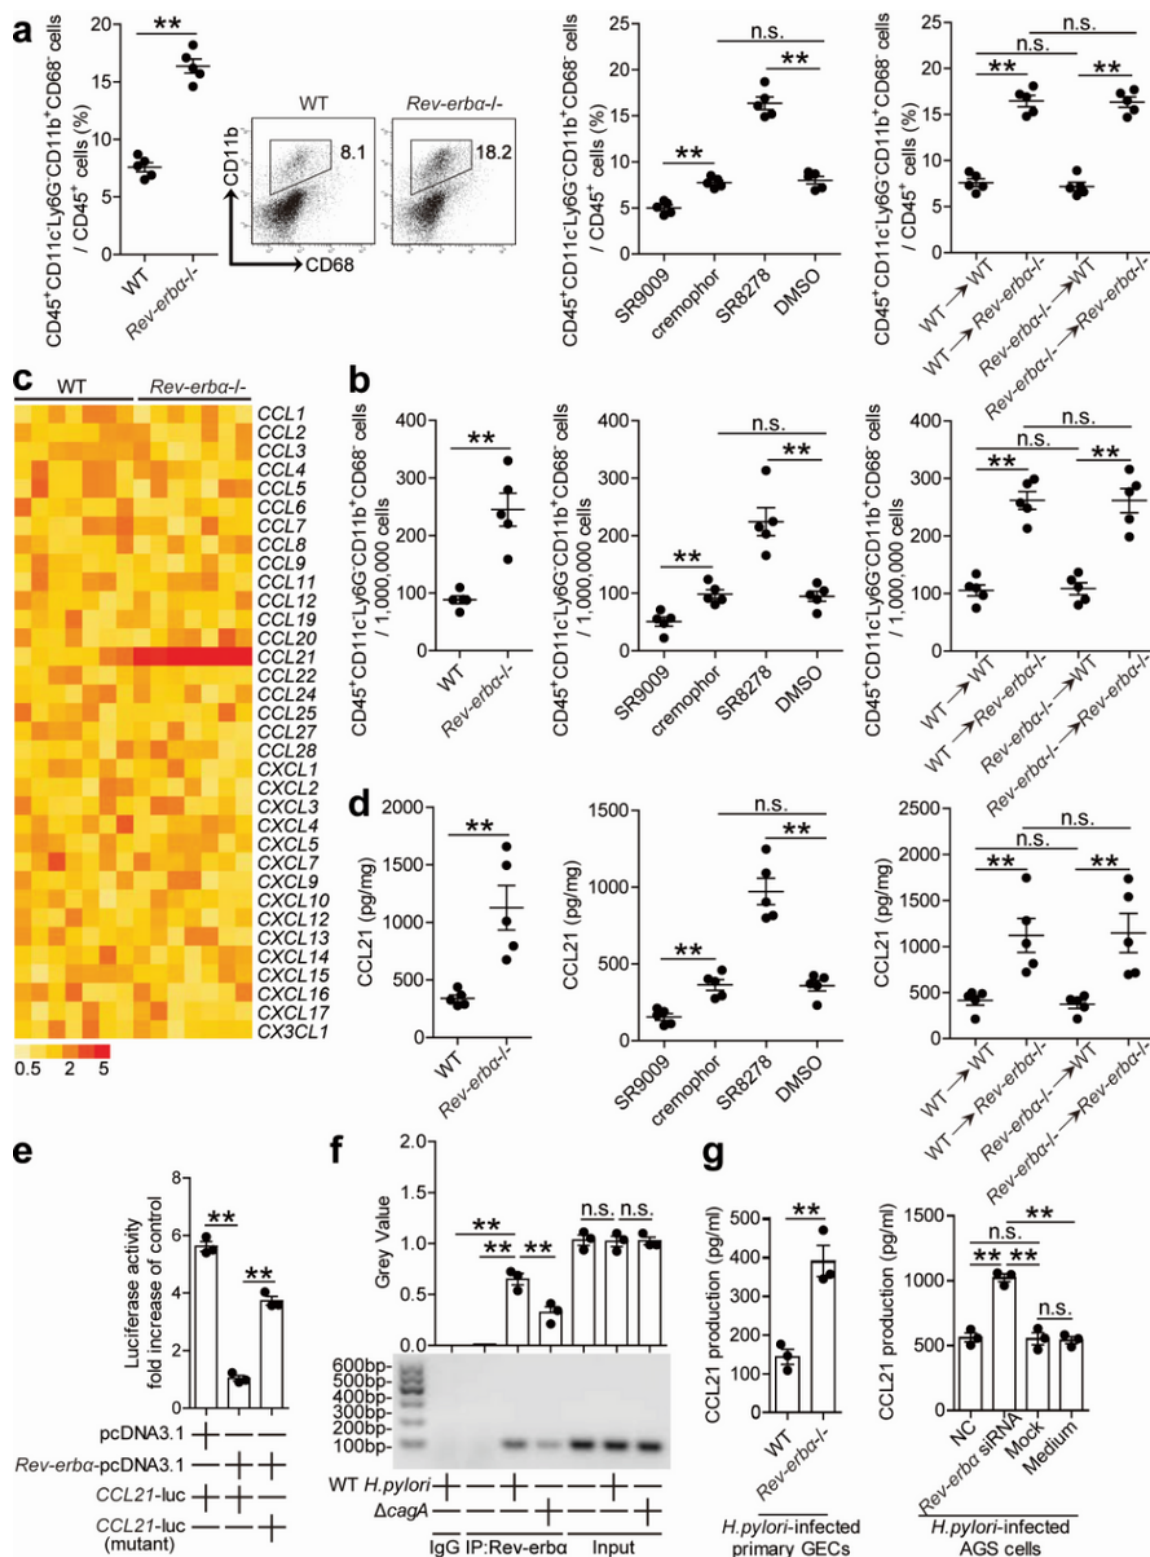 a
CD45+CD11c-Ly6G-CD11b+CD68- cells
/ CD45+ cells (%)
20
15
10
5
0
**
WT
Rev-erbα-/-
WT
Rev-erbα-/-
8.1
18.2
CD11b
CD68
CD45+CD11c-Ly6G-CD11b+CD68- cells
/ CD45+ cells (%)
25
20
15
10
5
0
n.s.
**
**
SR9009
cremophor
SR8278
DMSO
CD45+CD11c-Ly6G-CD11b+CD68- cells
/ CD45+ cells (%)
25
20
15
10
5
0
n.s.
n.s.
**
**
WT → WT
WT → Rev-erbα-/-
Rev-erbα-/- → WT
Rev-erbα-/- → Rev-erbα-/-
c
WT
Rev-erbα-/-
CCL1
CCL2
CCL3
CCL4
CCL5
CCL6
CCL7
CCL8
CCL9
CCL11
CCL12
CCL19
CCL20
CCL21
CCL22
CCL24
CCL25
CCL27
CCL28
CXCL1
CXCL2
CXCL3
CXCL4
CXCL5
CXCL7
CXCL9
CXCL10
CXCL12
CXCL13
CXCL14
CXCL15
CXCL16
CXCL17
CX3CL1
0.5 2 5
b
CD45+CD11c-Ly6G-CD11b+CD68- cells
/ 1,000,000 cells
400
300
200
100
0
**
WT
Rev-erbα-/-
CD45+CD11c-Ly6G-CD11b+CD68- cells
/ 1,000,000 cells
400
300
200
100
0
n.s.
**
**
SR9009
cremophor
SR8278
DMSO
CD45+CD11c-Ly6G-CD11b+CD68- cells
/ 1,000,000 cells
400
300
200
100
0
n.s.
n.s.
**
**
WT → WT
WT → Rev-erbα-/-
Rev-erbα-/- → WT
Rev-erbα-/- → Rev-erbα-/-
d
CCL21 (pg/mg)
2000
1500
1000
500
0
**
WT
Rev-erbα-/-
CCL21 (pg/mg)
1500
1000
500
0
n.s.
**
**
SR9009
cremophor
SR8278
DMSO
CCL21 (pg/mg)
2500
2000
1500
1000
500
0
n.s.
n.s.
**
**
WT → WT
WT → Rev-erbα-/-
Rev-erbα-/- → WT
Rev-erbα-/- → Rev-erbα-/-
e
Luciferase activity
fold increase of control
8
6
4
2
0
**
**
pcDNA3.1 + — —
Rev-erbα-pcDNA3.1 — + +
CCL21-luc + + —
CCL21-luc — — +
(mutant)
f
Grey Value
2.0
1.5
1.0
0.5
0.0
**
**
**
n.s.
n.s.
600bp-
500bp-
400bp-
300bp-
200bp-
100bp-
WT H.pylori + — + — — + —
ΔcagA — — — + — — +
IgG IP:Rev-erbα Input
g
CCL21 production (pg/ml)
500
400
300
200
100
0
**
WT
Rev-erbα-/-
H.pylori-infected
primary GECs
CCL21 production (pg/ml)
1500
1000
500
0
**
n.s.
**
**
n.s.
NC
Rev-erbα siRNA
Mock
Medium
H.pylori-infected
AGS cells